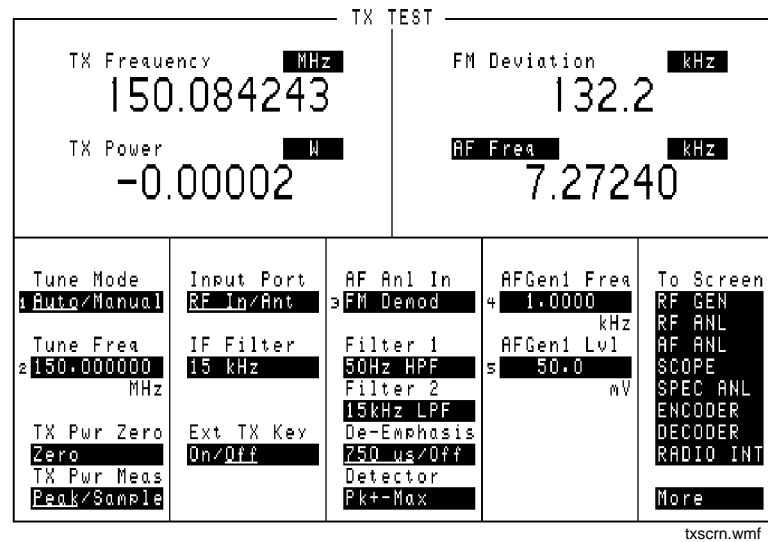 TX TEST
TX Frequency MHz
150.084243
FM Deviation kHz
132.2
TX Power W
-0.00002
AF Freq kHz
7.27240
Tune Mode
1 Auto/Manual
Tune Freq
2 150.000000
MHz
TX Pwr Zero
Zero
TX Pwr Meas
Peak/Sample
Input Port
RF In/Ant
IF Filter
15 kHz
Ext TX Key
On/Off
AF Anl In
3 FM Demod
Filter 1
50Hz HPF
Filter 2
15kHz LPF
De-Emphasis
750 us/Off
Detector
Pk+-Max
AFGen1 Freq
4 1.0000
kHz
AFGen1 Lvl
5 50.0
mV
To Screen
RF GEN
RF ANL
AF ANL
SCOPE
SPEC ANL
ENCODER
DECODER
RADIO INT
More
txscrn.wmf